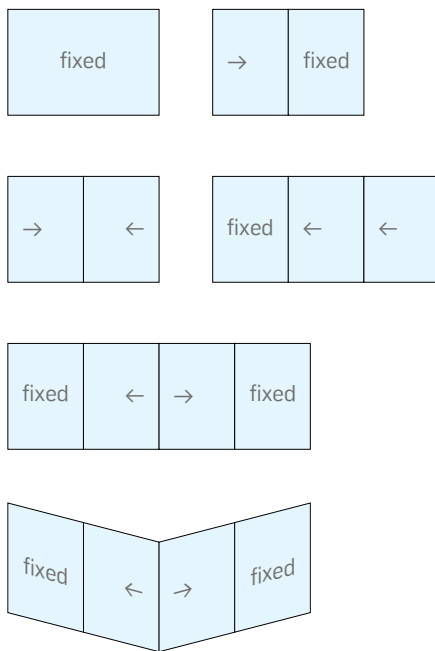 fixed
→ fixed
→ ←
fixed ← ←
fixed ← → fixed
fixed ← → fixed